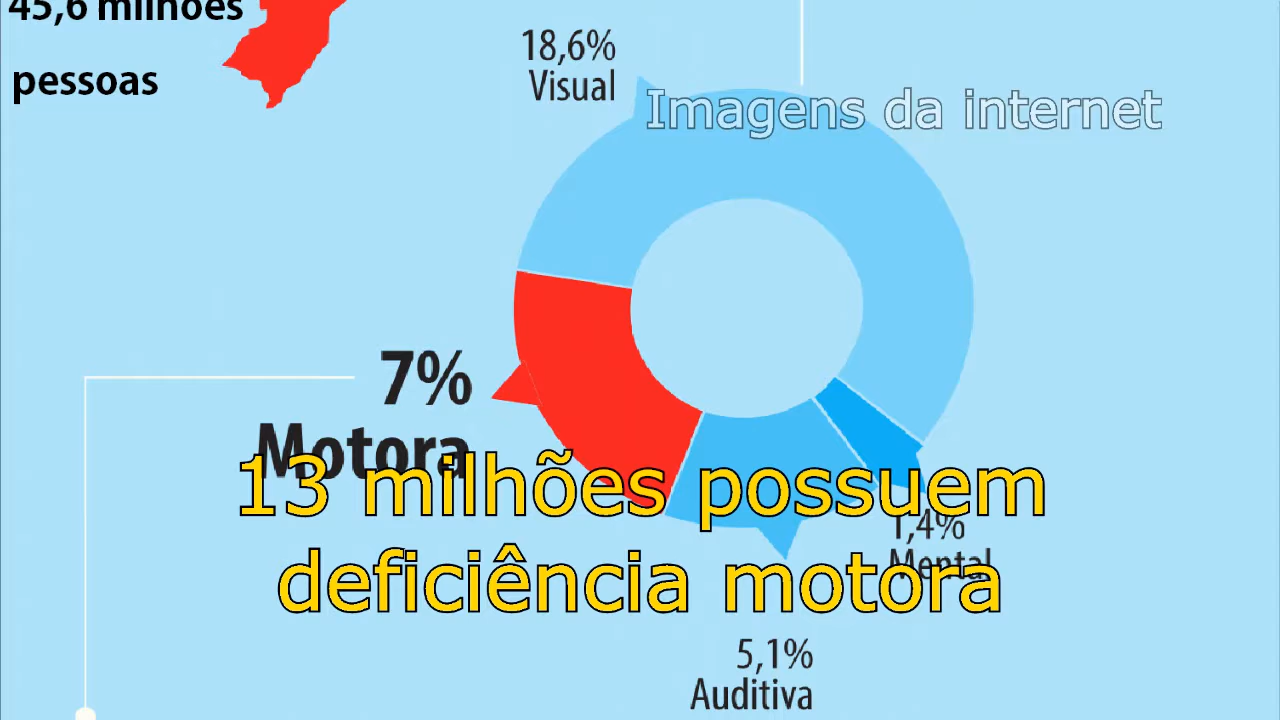 45,6 milhões
pessoas
18,6%
Visual
Imagens da internet
7%
Motora
13 milhões possuem
deficiência motora
1,4%
Mental
5,1%
Auditiva